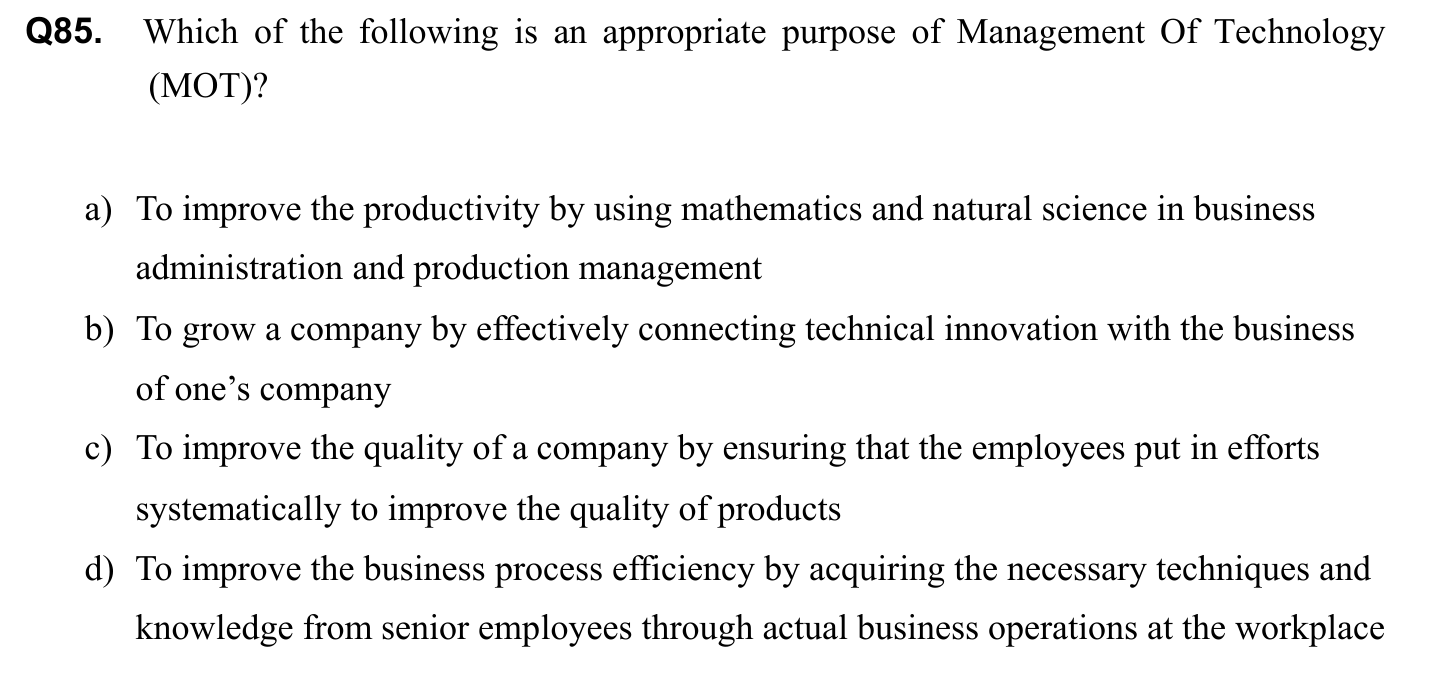 Q85. Which of the following is an appropriate purpose of Management Of Technology
(MOT)?
a) To improve the productivity by using mathematics and natural science in business
administration and production management
b) To grow a company by effectively connecting technical innovation with the business
of one’s company
c) To improve the quality of a company by ensuring that the employees put in efforts
systematically to improve the quality of products
d) To improve the business process efficiency by acquiring the necessary techniques and
knowledge from senior employees through actual business operations at the workplace